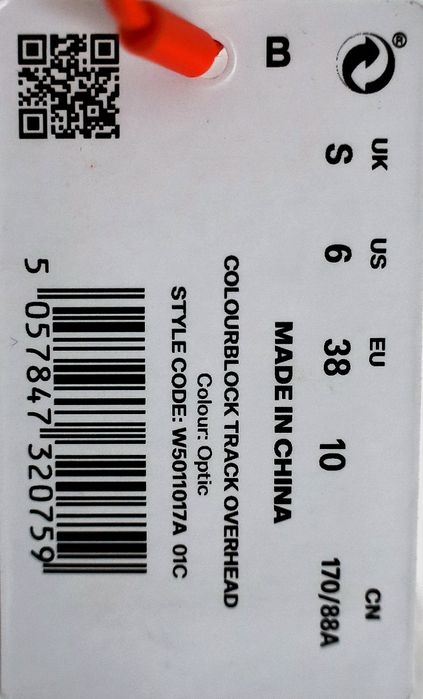 ®
UK US EU CN
S 6 38 10 170/88A
B
MADE IN CHINA
COLOURBLOCK TRACK OVERHEAD
Colour: Optic
STYLE CODE: W5011017A 01C
5 057847 320759